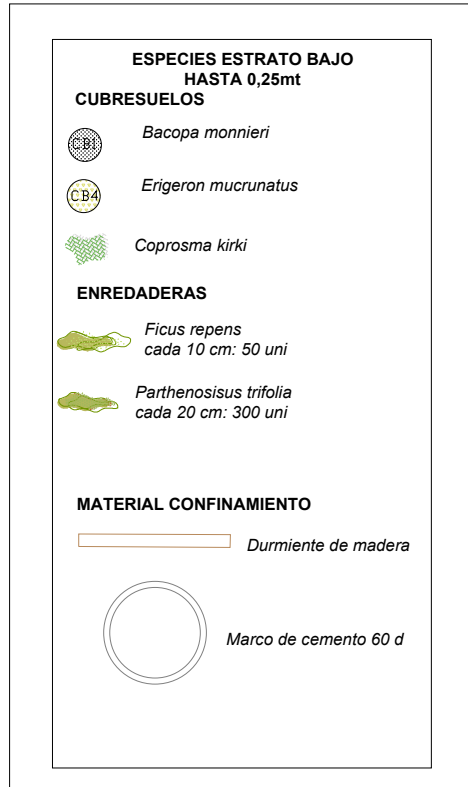 ESPECIES ESTRATO BAJO
HASTA 0,25mt
CUBRESUELOS
CB1
Bacopa monnieri
CB4
Erigeron mucrunatus
Coprosma kirki
ENREDADERAS
Ficus repens
cada 10 cm: 50 uni
Parthenosisus trifolia
cada 20 cm: 300 uni
MATERIAL CONFINAMIENTO
Durmiente de madera
Marco de cemento 60 d